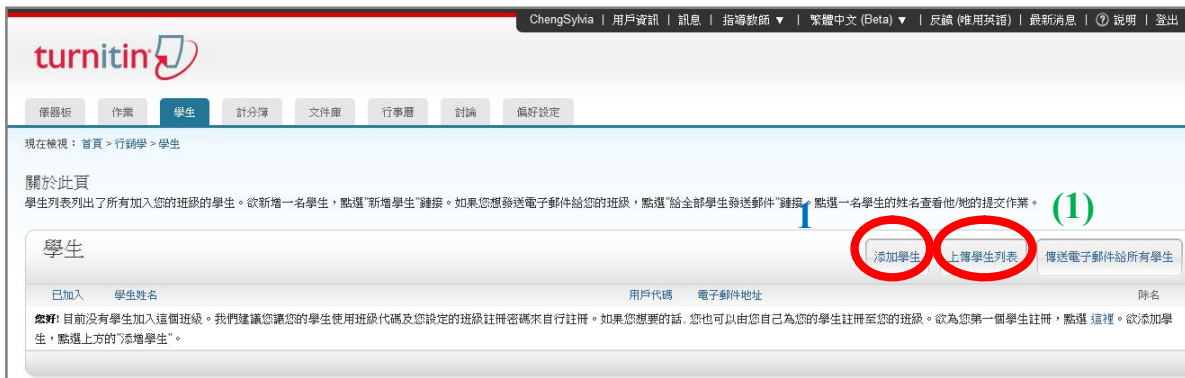 ChengSylvia | 用戶資訊 | 訊息 | 指導教師 ▼ | 繁體中文 (Beta) ▼ | 反饋 (唯用英語) | 最新消息 | ? 說明 | 登出
turnitin
儀器板 作業 學生 計分簿 文件庫 行事曆 討論 偏好設定
現在檢視: 首頁 > 行銷學 > 學生
關於此頁
學生列表列出了所有加入您的班級的學生。欲新增一名學生,點選"新增學生"鏈接。如果您想發送電子郵件給您的班級,點選"給全部學生發送郵件"鏈接。點選一名學生的姓名查看他/她的提交作業。
1 (1)
學生 添加學生 上傳學生列表 傳送電子郵件給所有學生
已加入 學生姓名 用戶代碼 電子郵件地址 除名
您好! 目前沒有學生加入這個班級。我們建議您讓您的學生使用班級代碼及您設定的班級註冊密碼來自行註冊。如果您想要的話, 您也可以由您自己為您的學生註冊至您的班級。欲為您第一個學生註冊,點選 這裡。欲添加學
生,點選上方的"添增學生"。